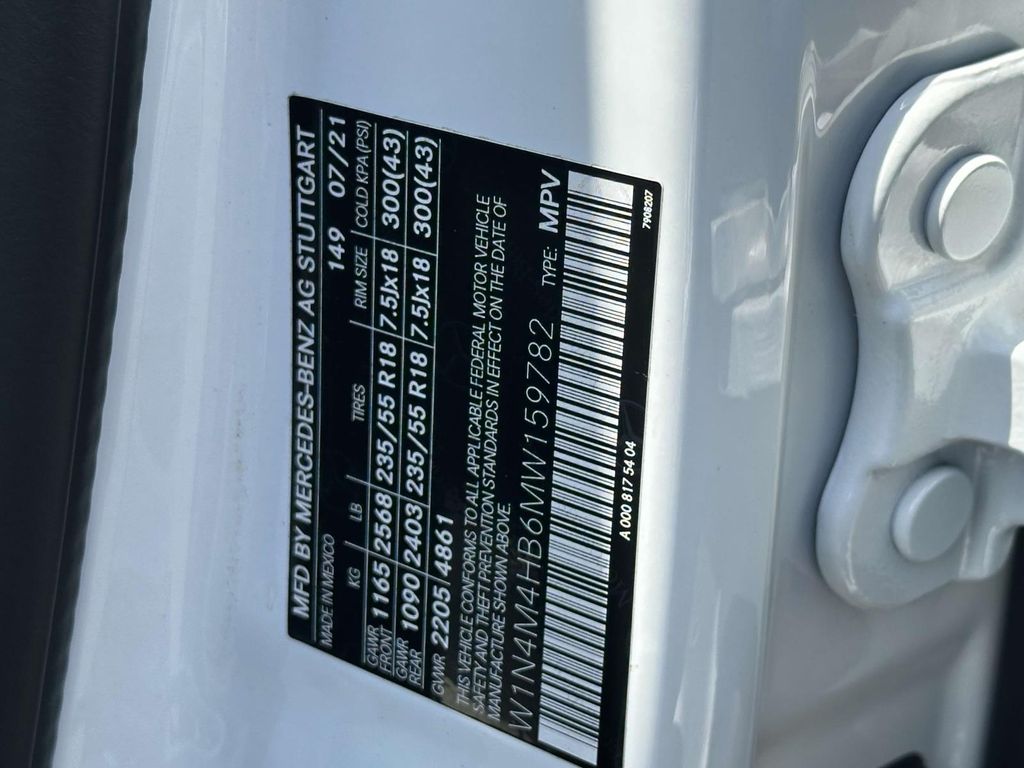 MFD BY MERCEDES-BENZ AG STUTTGART
MADE IN MEXICO 149 07/21
KG LB TIRES RIM SIZE COLD KPA(PSI)
GAWR FRONT 1165 2568 235/55 R18 7.5Jx18 300(43)
GAWR REAR 1090 2403 235/55 R18 7.5Jx18 300(43)
GVWR 2205 4861
THIS VEHICLE CONFORMS TO ALL APPLICABLE FEDERAL MOTOR VEHICLE
SAFETY AND THEFT PREVENTION STANDARDS IN EFFECT ON THE DATE OF
MANUFACTURE SHOWN ABOVE.
W1N4M4HB6MW159782 TYPE: MPV
A 000 817 54 04 7908207